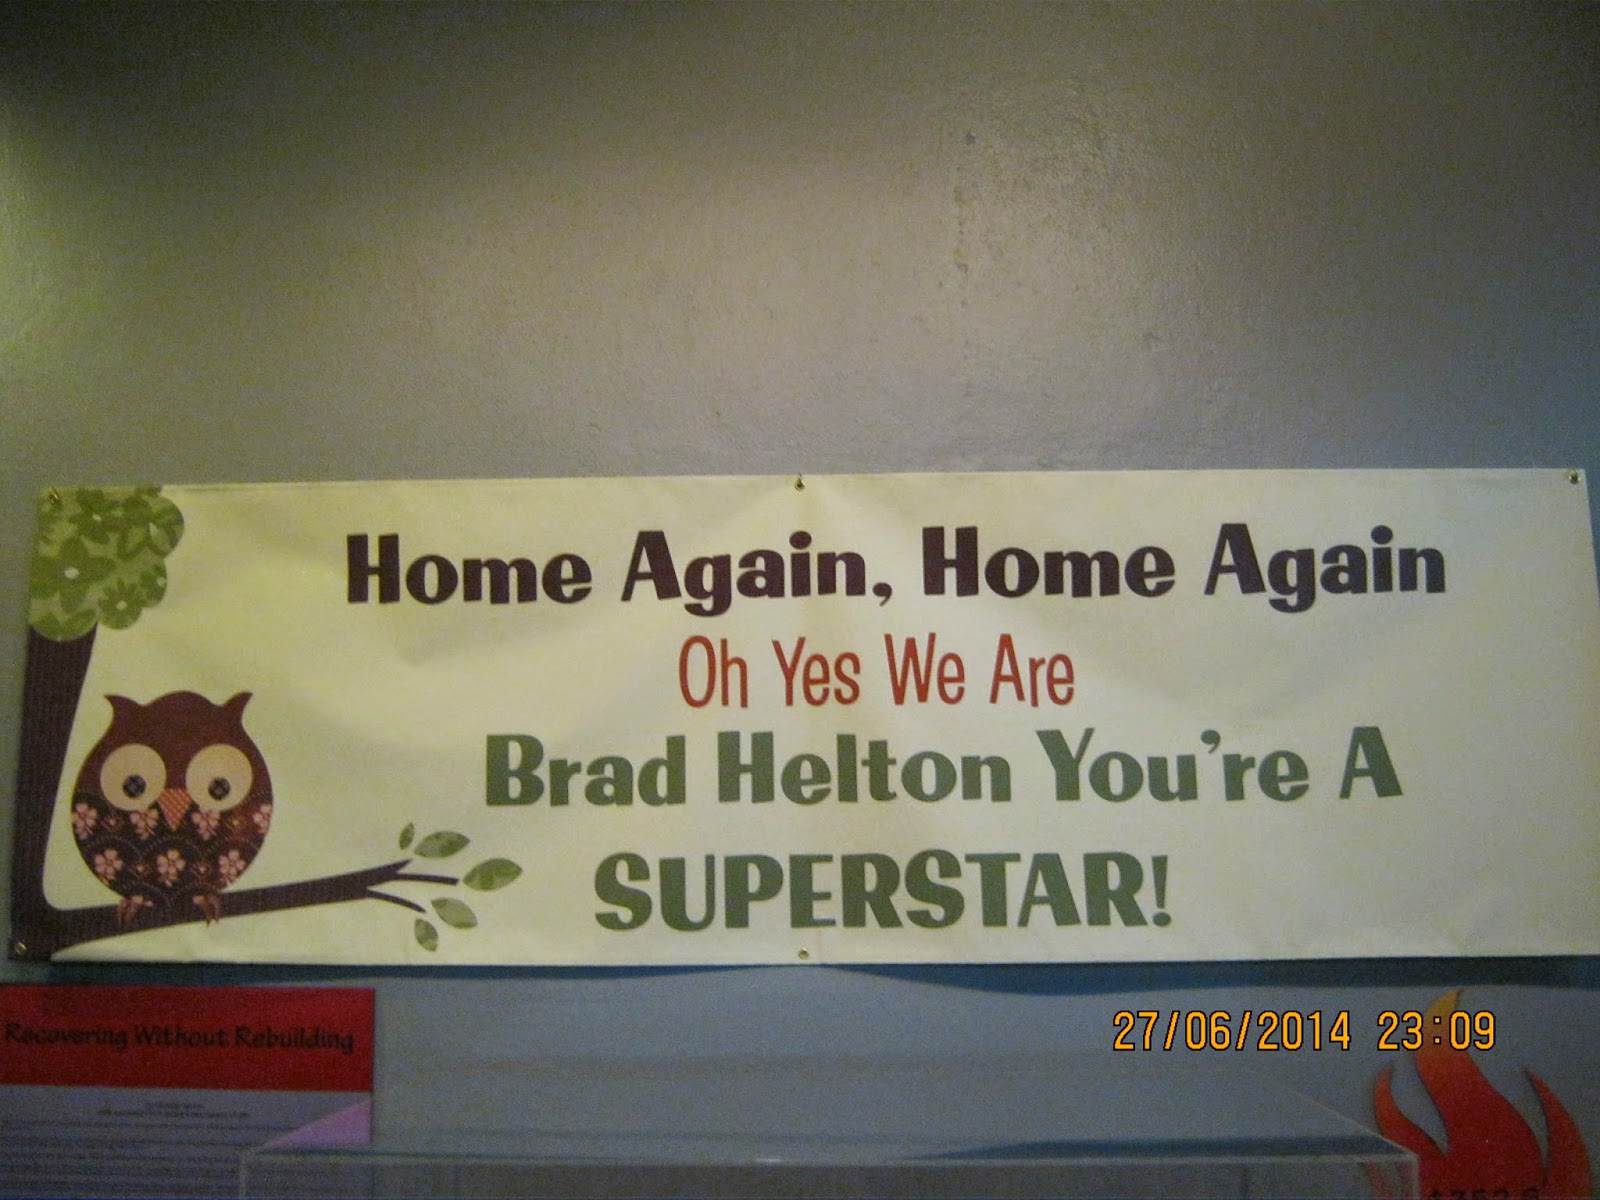 Home Again, Home Again
Oh Yes We Are
Brad Helton You're A
SUPERSTAR!
Recovering Without Rebuilding
27/06/2014 23:09